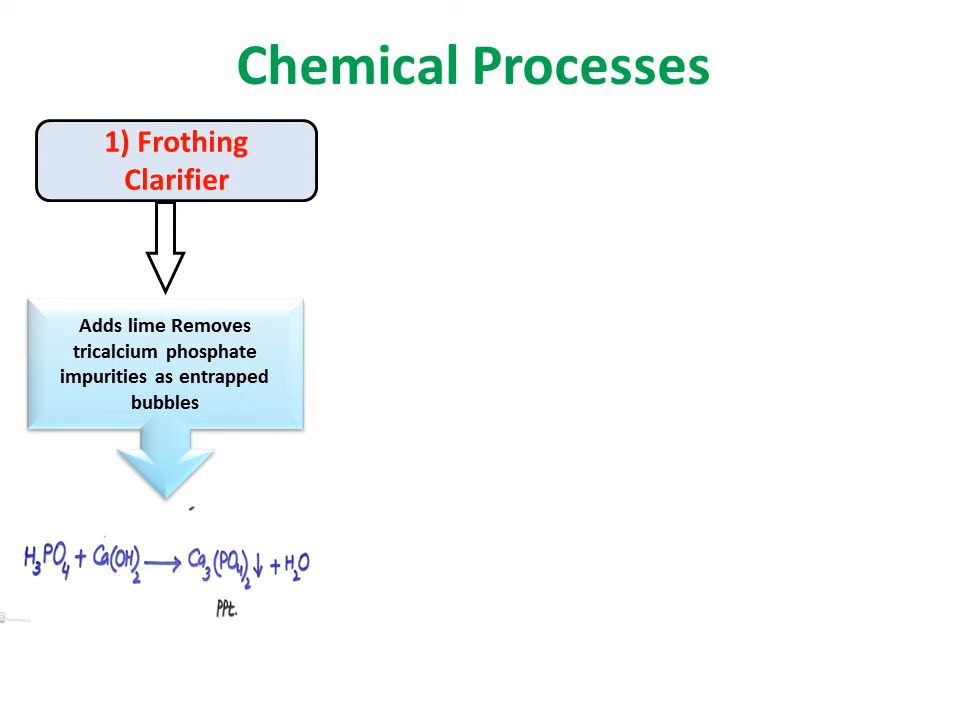 Chemical Processes
1) Frothing
Clarifier
Adds lime Removes
tricalcium phosphate
impurities as entrapped
bubbles
H₃PO₄ + Ca(OH)₂ ⟶ Ca₃(PO₄)₂↓ + H₂O
PPt.